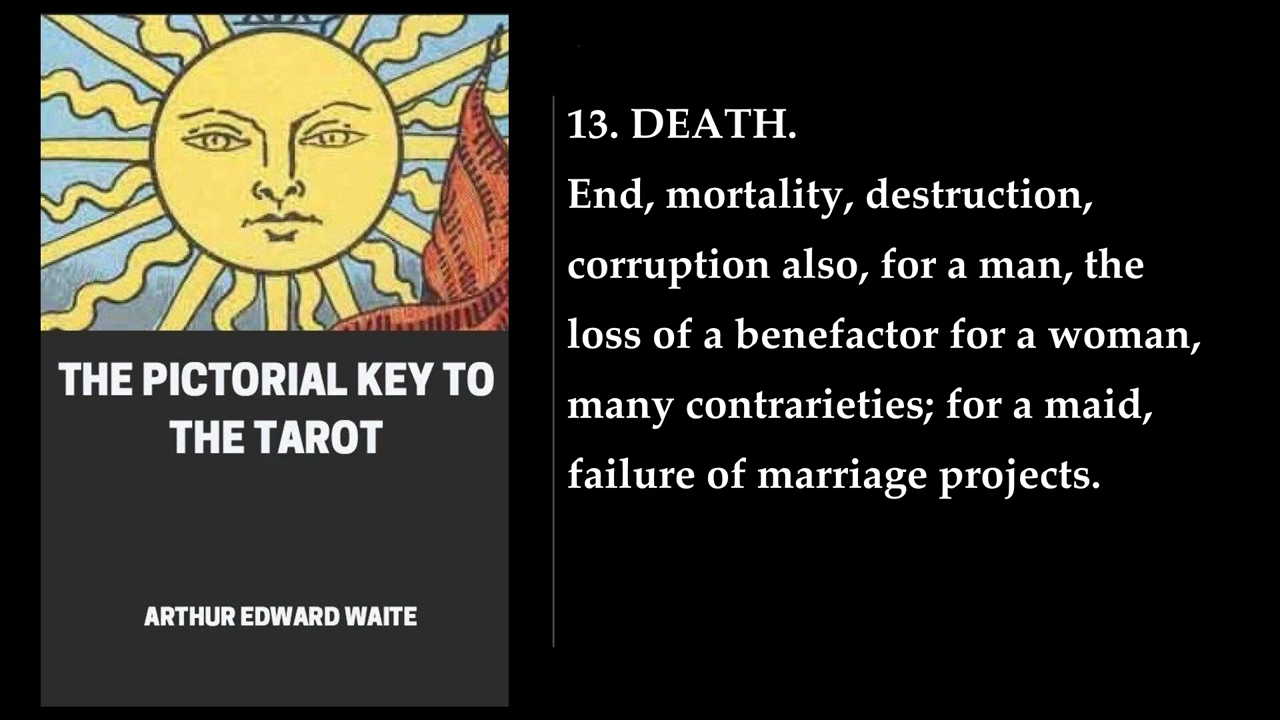 XIX
THE PICTORIAL KEY TO
THE TAROT
ARTHUR EDWARD WAITE
13. DEATH.
End, mortality, destruction,
corruption also, for a man, the
loss of a benefactor for a woman,
many contrarieties; for a maid,
failure of marriage projects.